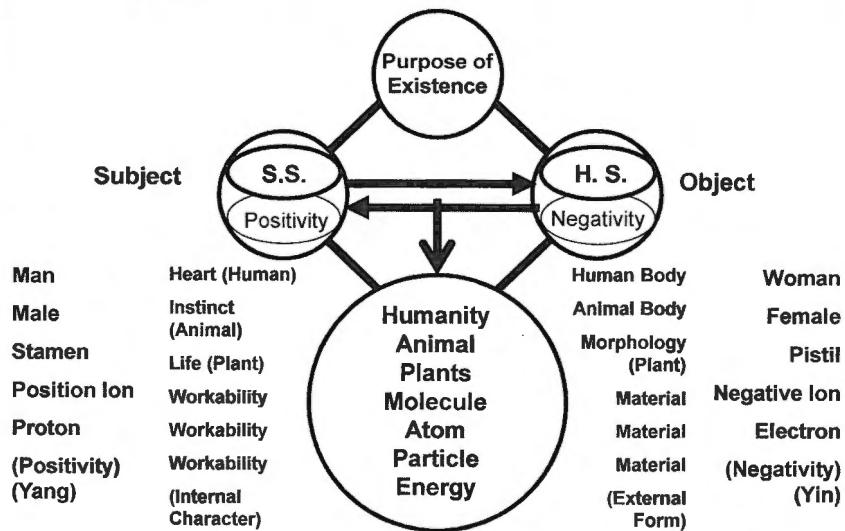 Purpose of
Existence
Subject
S.S.
H. S.
Object
Positivity
Negativity
Man
Male
Stamen
Position Ion
Proton
(Positivity)
(Yang)
Heart (Human)
Instinct
(Animal)
Life (Plant)
Workability
Workability
Workability
(Internal
Character)
Humanity
Animal
Plants
Molecule
Atom
Particle
Energy
Human Body
Animal Body
Morphology
(Plant)
Material
Material
Material
(External
Form)
Woman
Female
Pistil
Negative Ion
Electron
(Negativity)
(Yin)